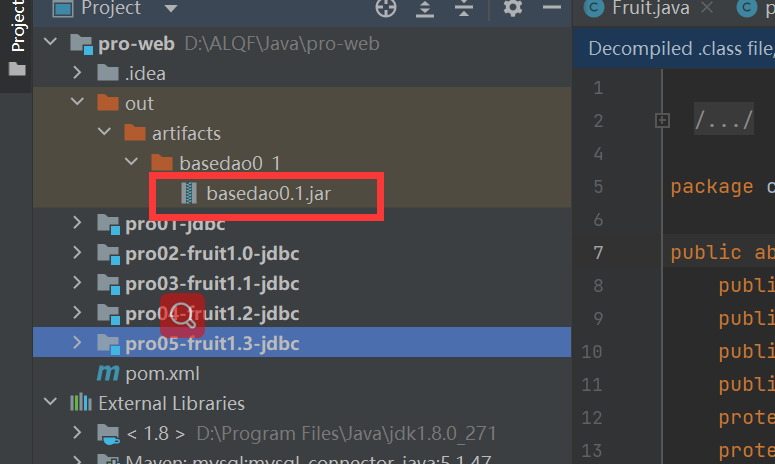 Project
Project
pro-web D:\ALQF\Java\pro-web
.idea
out
artifacts
basedao0_1
basedao0.1.jar
pro01-jdbc
pro02-fruit1.0-jdbc
pro03-fruit1.1-jdbc
pro04-fruit1.2-jdbc
pro05-fruit1.3-jdbc
m pom.xml
External Libraries
< 1.8 > D:\Program Files\Java\jdk1.8.0_271
Maven: mysql:mysql-connector-java:5.1.47
C Fruit.java
C p
Decompiled .class file,
1
2 /.../
4
5 package c
6
7 public ab
8 publi
9 publi
10 publi
11 publi
12 prote
13 prote